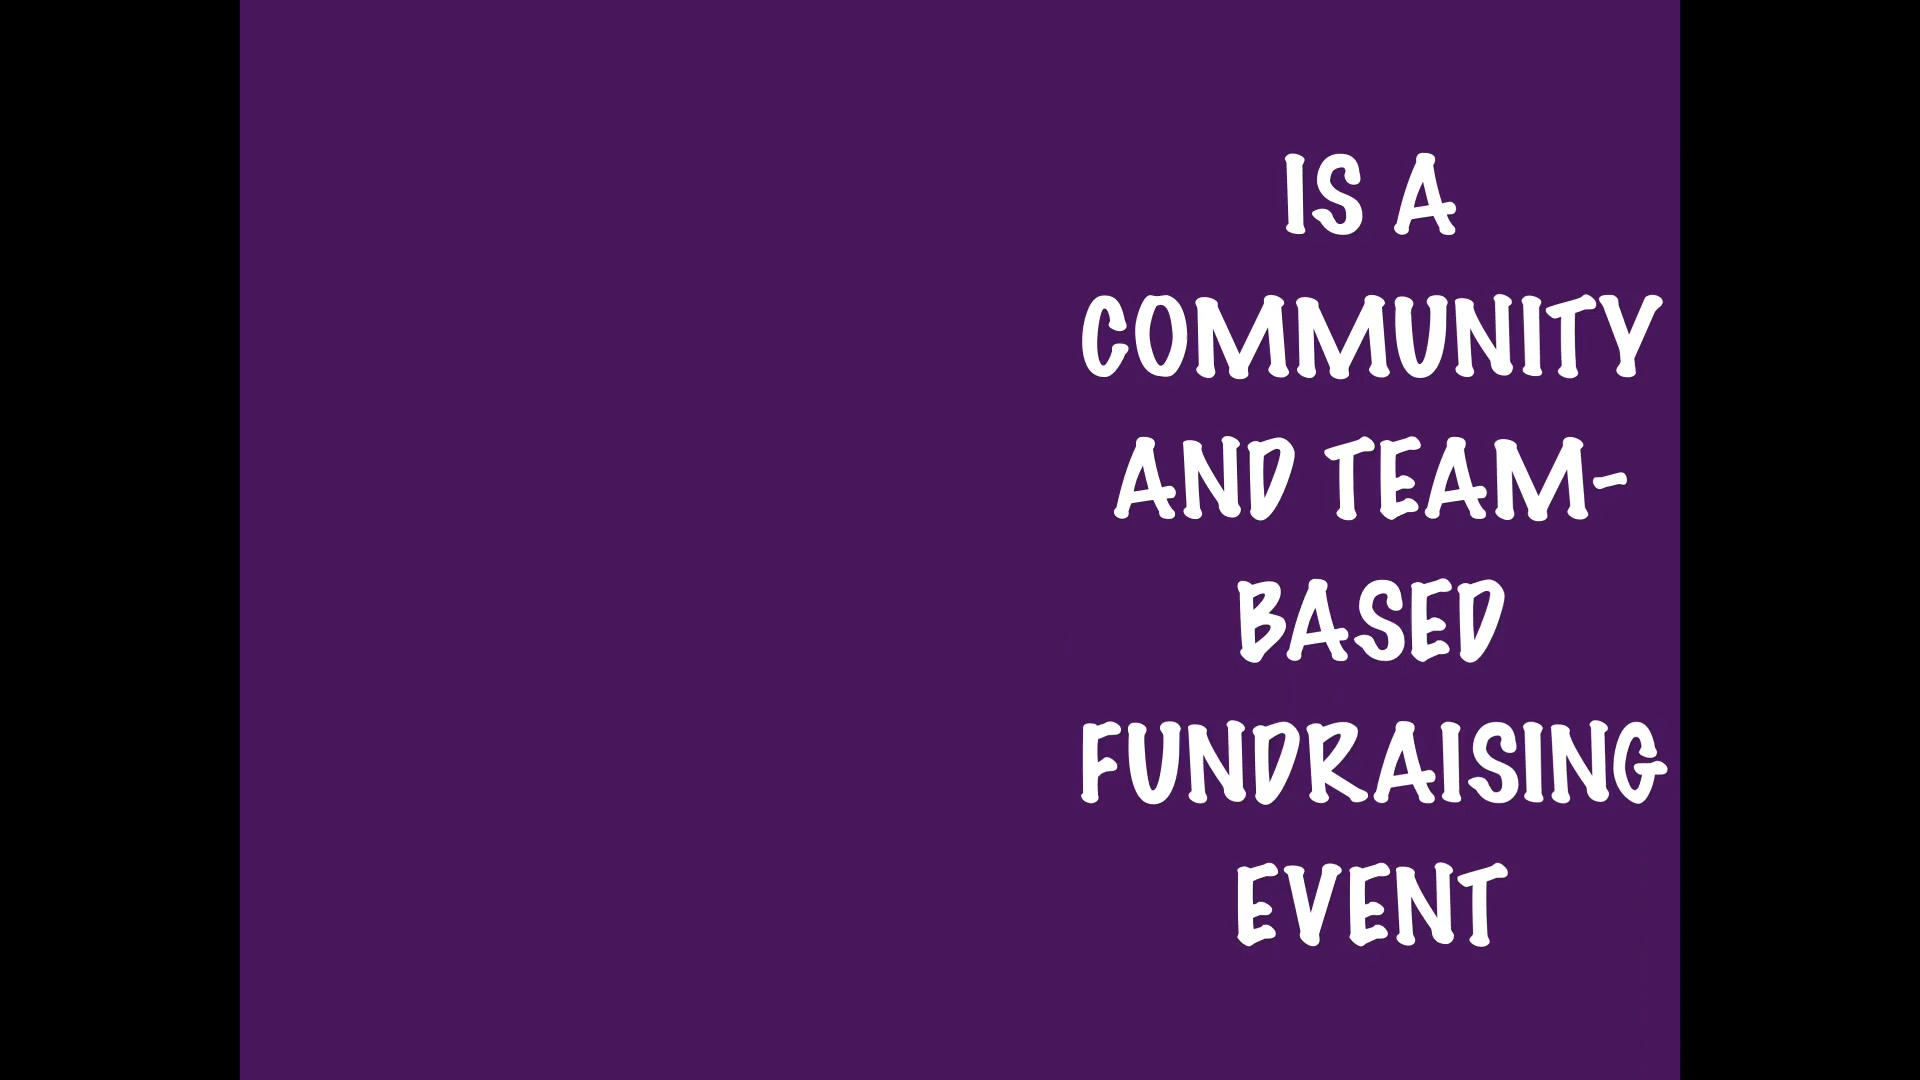 IS A
COMMUNITY
AND TEAM-
BASED
FUNDRAISING
EVENT